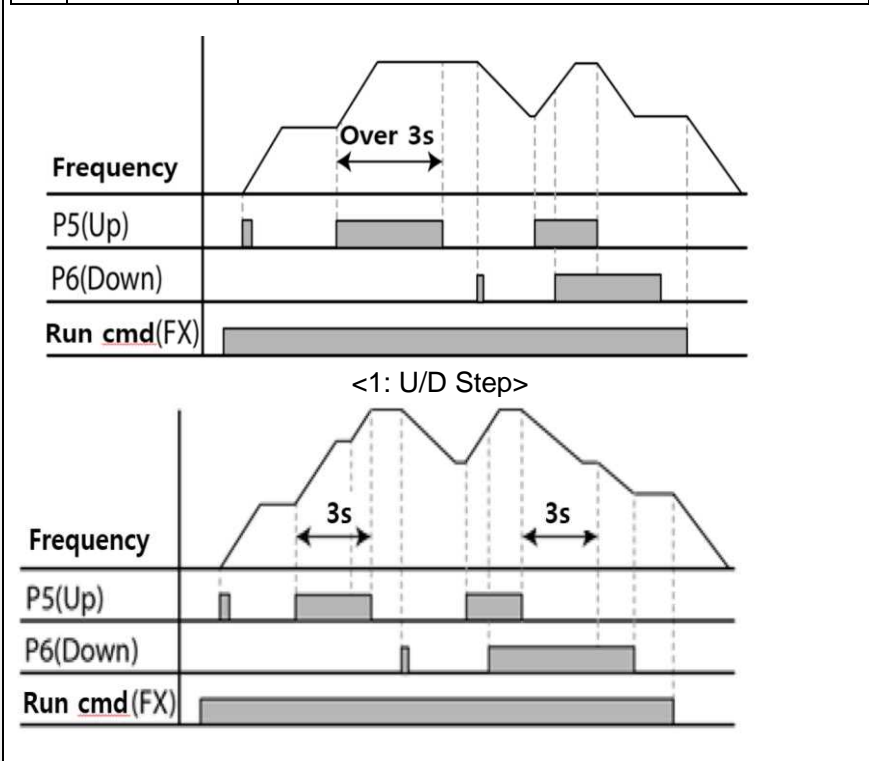 Over 3s
Frequency
P5(Up)
P6(Down)
Run cmd(FX)
<1: U/D Step>
3s 3s
Frequency
P5(Up)
P6(Down)
Run cmd(FX)